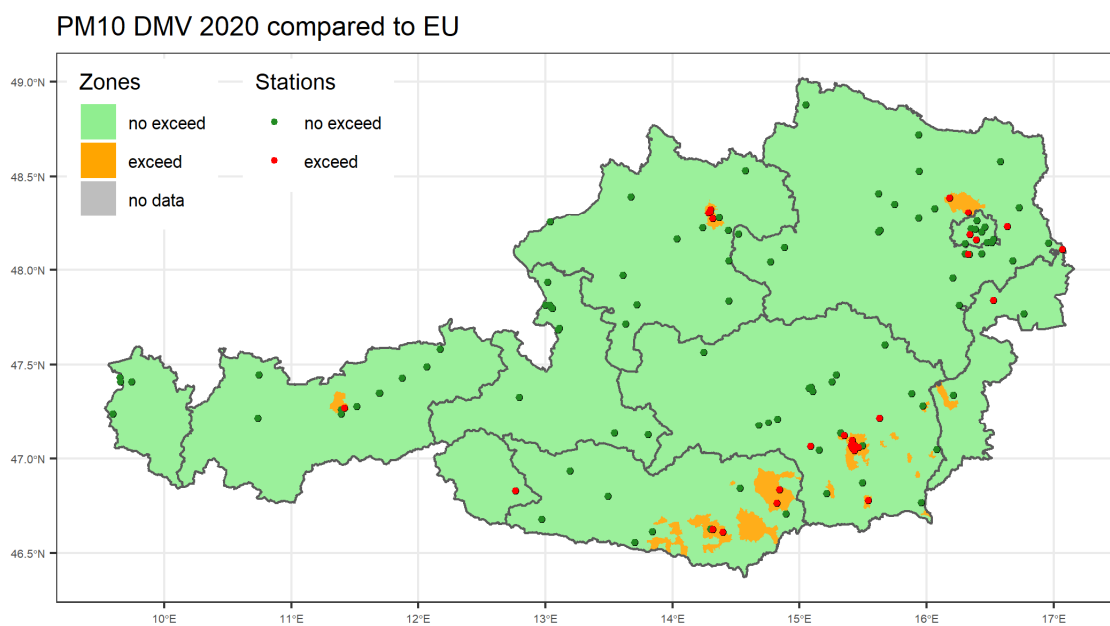 PM10 DMV 2020 compared to EU
Zones
no exceed
exceed
no data
Stations
no exceed
exceed
49.0°N
48.5°N
48.0°N
47.5°N
47.0°N
46.5°N
10°E
11°E
12°E
13°E
14°E
15°E
16°E
17°E